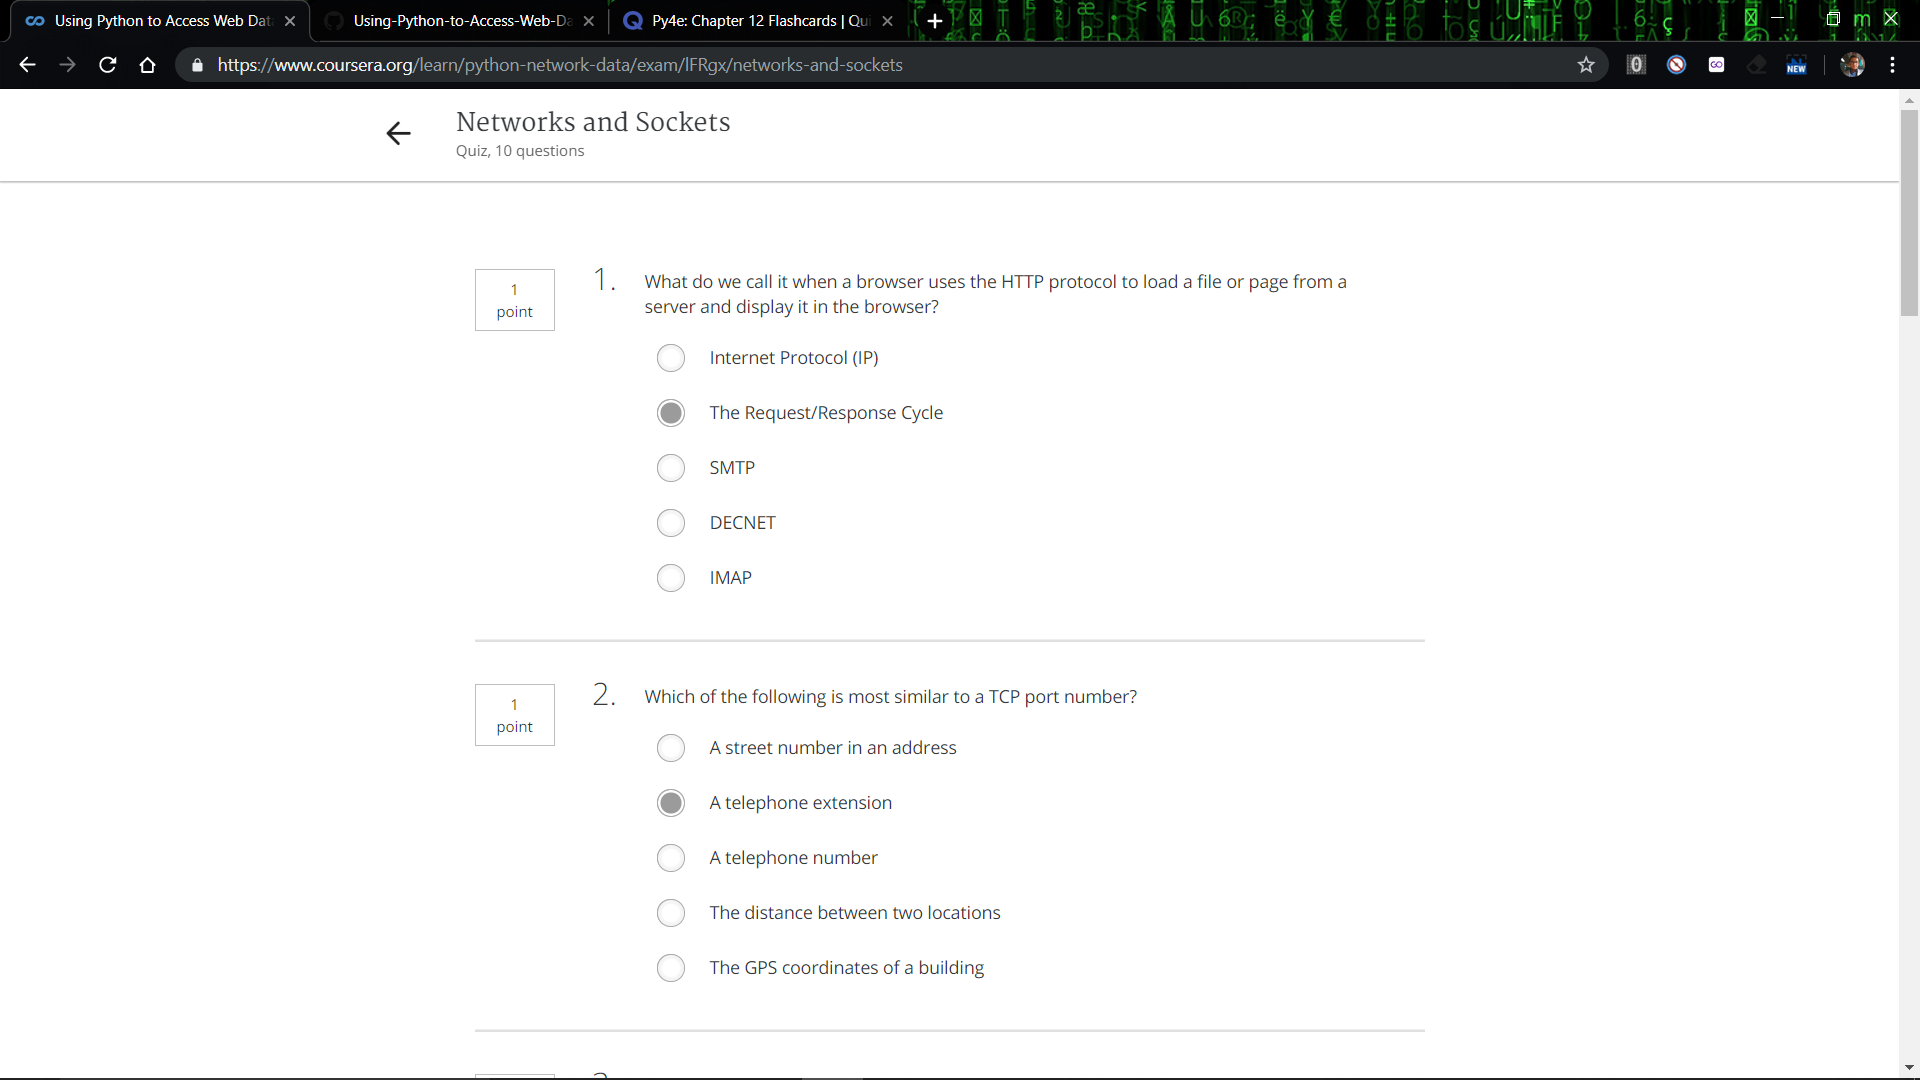 Using Python to Access Web Data
Using-Python-to-Access-Web-Da
Py4e: Chapter 12 Flashcards | Qui
https://www.coursera.org/learn/python-network-data/exam/lFRgx/networks-and-sockets
NEW
Networks and Sockets
Quiz, 10 questions
1
point
1.
What do we call it when a browser uses the HTTP protocol to load a file or page from a
server and display it in the browser?
Internet Protocol (IP)
The Request/Response Cycle
SMTP
DECNET
IMAP
1
point
2.
Which of the following is most similar to a TCP port number?
A street number in an address
A telephone extension
A telephone number
The distance between two locations
The GPS coordinates of a building